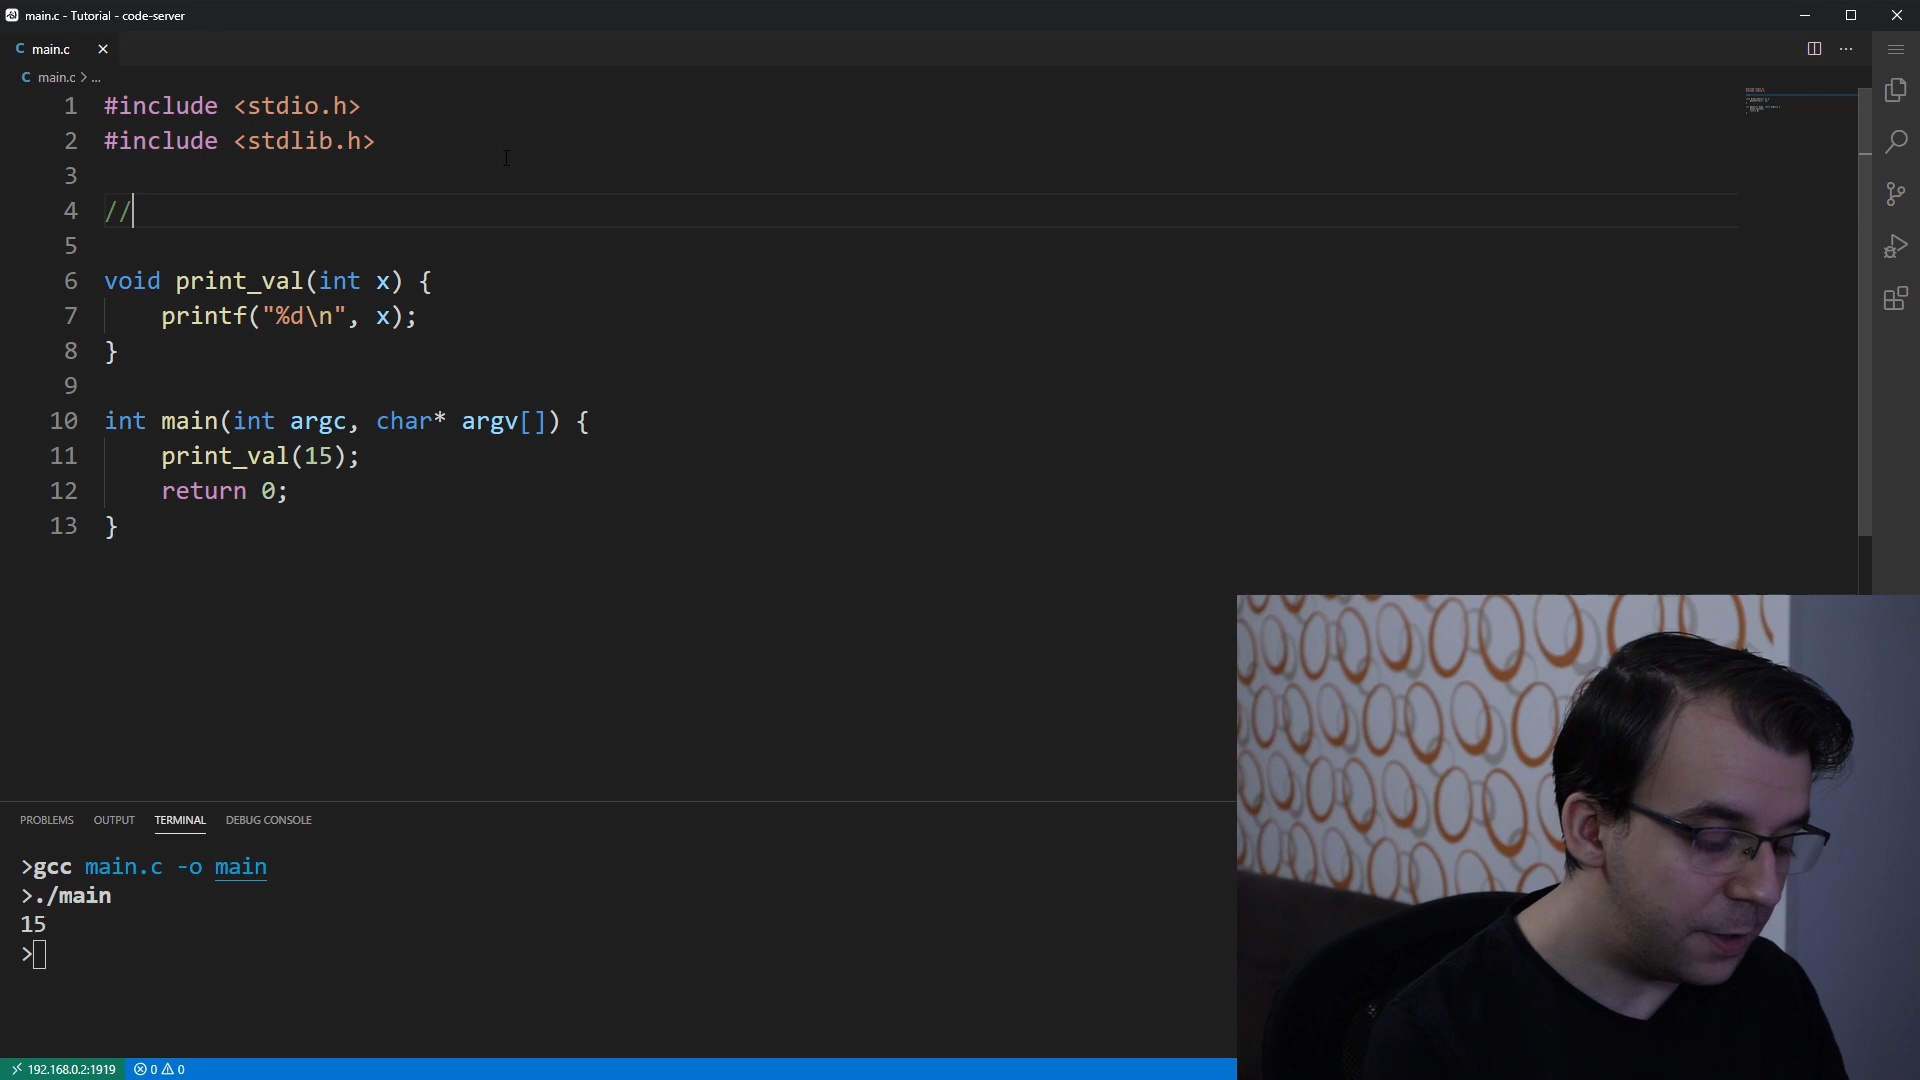 main.c - Tutorial - code-server
C main.c
C main.c > ...
1 #include <stdio.h>
2 #include <stdlib.h>
3
4 //
5
6 void print_val(int x) {
7 printf("%d\n", x);
8 }
9
10 int main(int argc, char* argv[]) {
11 print_val(15);
12 return 0;
13 }
PROBLEMS OUTPUT TERMINAL DEBUG CONSOLE
>gcc main.c -o main
>./main
15
>
192.168.0.2:1919 0 0